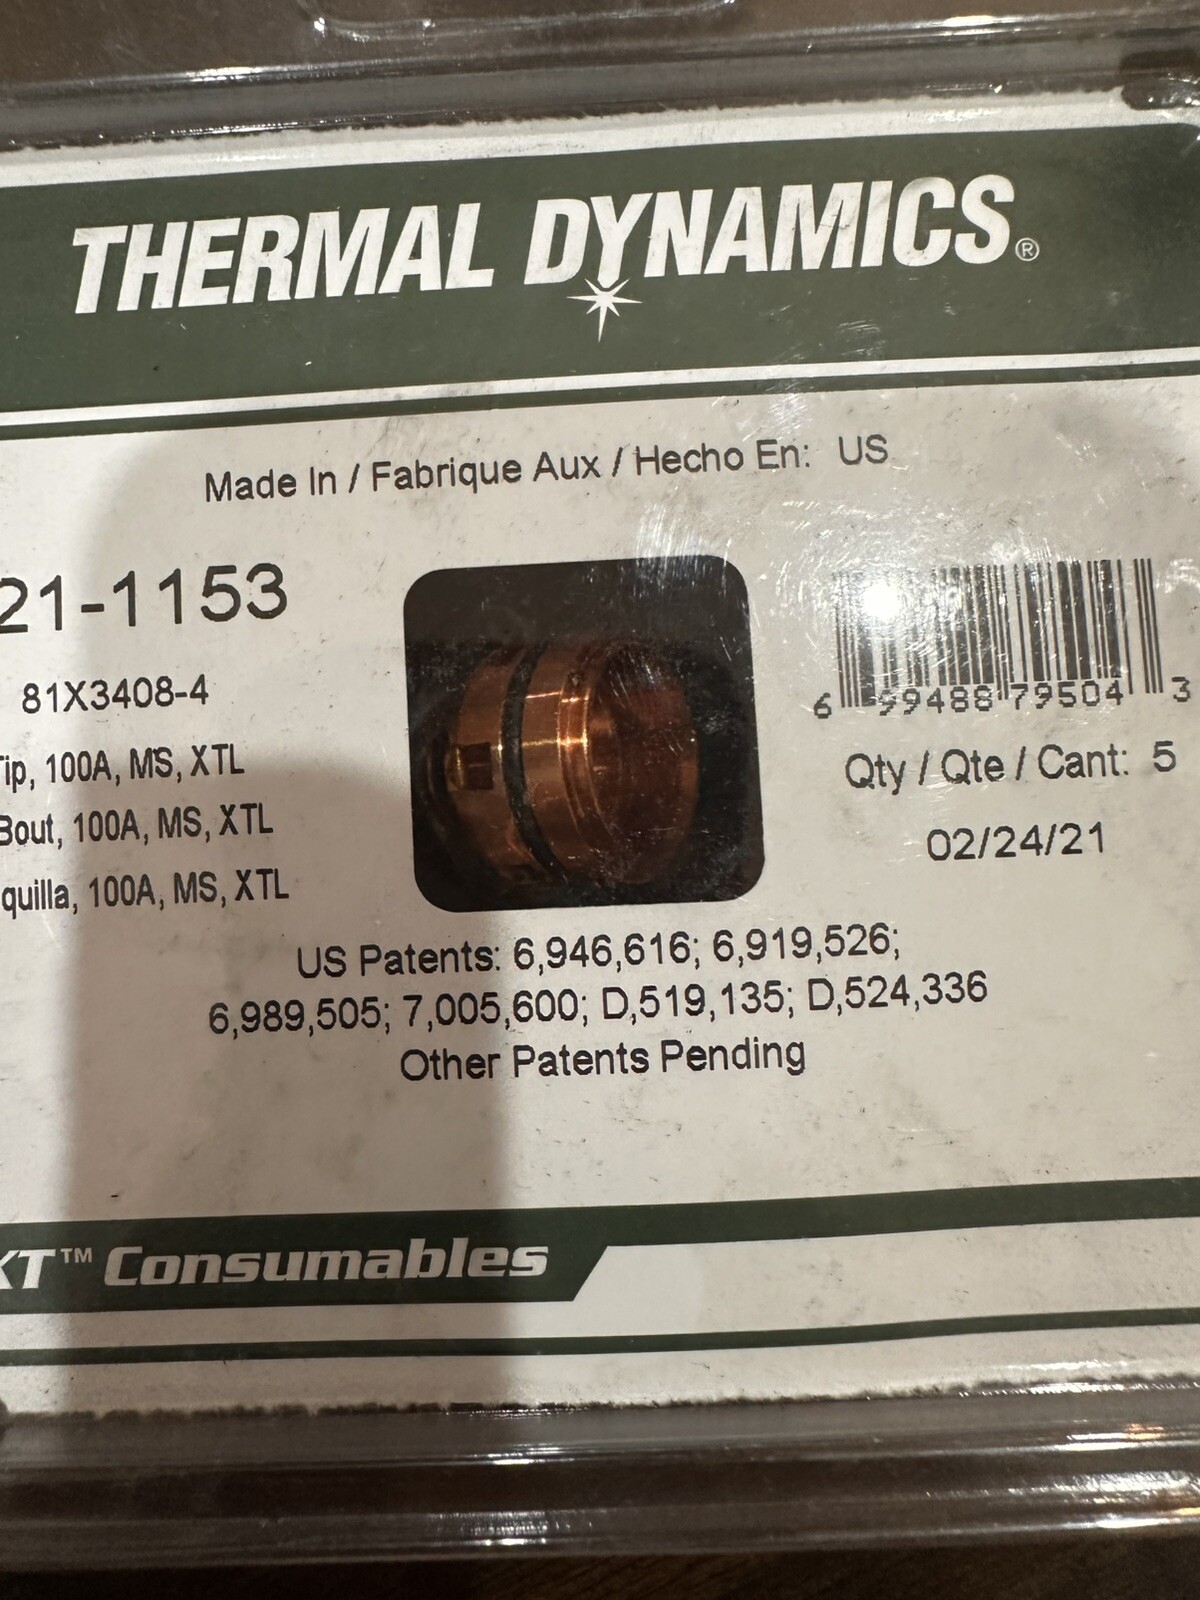 THERMAL DYNAMICS®
Made In / Fabrique Aux / Hecho En: US
21-1153
81X3408-4
Tip, 100A, MS, XTL
Bout, 100A, MS, XTL
quilla, 100A, MS, XTL
6 99488 79504 3
Qty / Qte / Cant: 5
02/24/21
US Patents: 6,946,616; 6,919,526;
6,989,505; 7,005,600; D,519,135; D,524,336
Other Patents Pending
XT™ Consumables